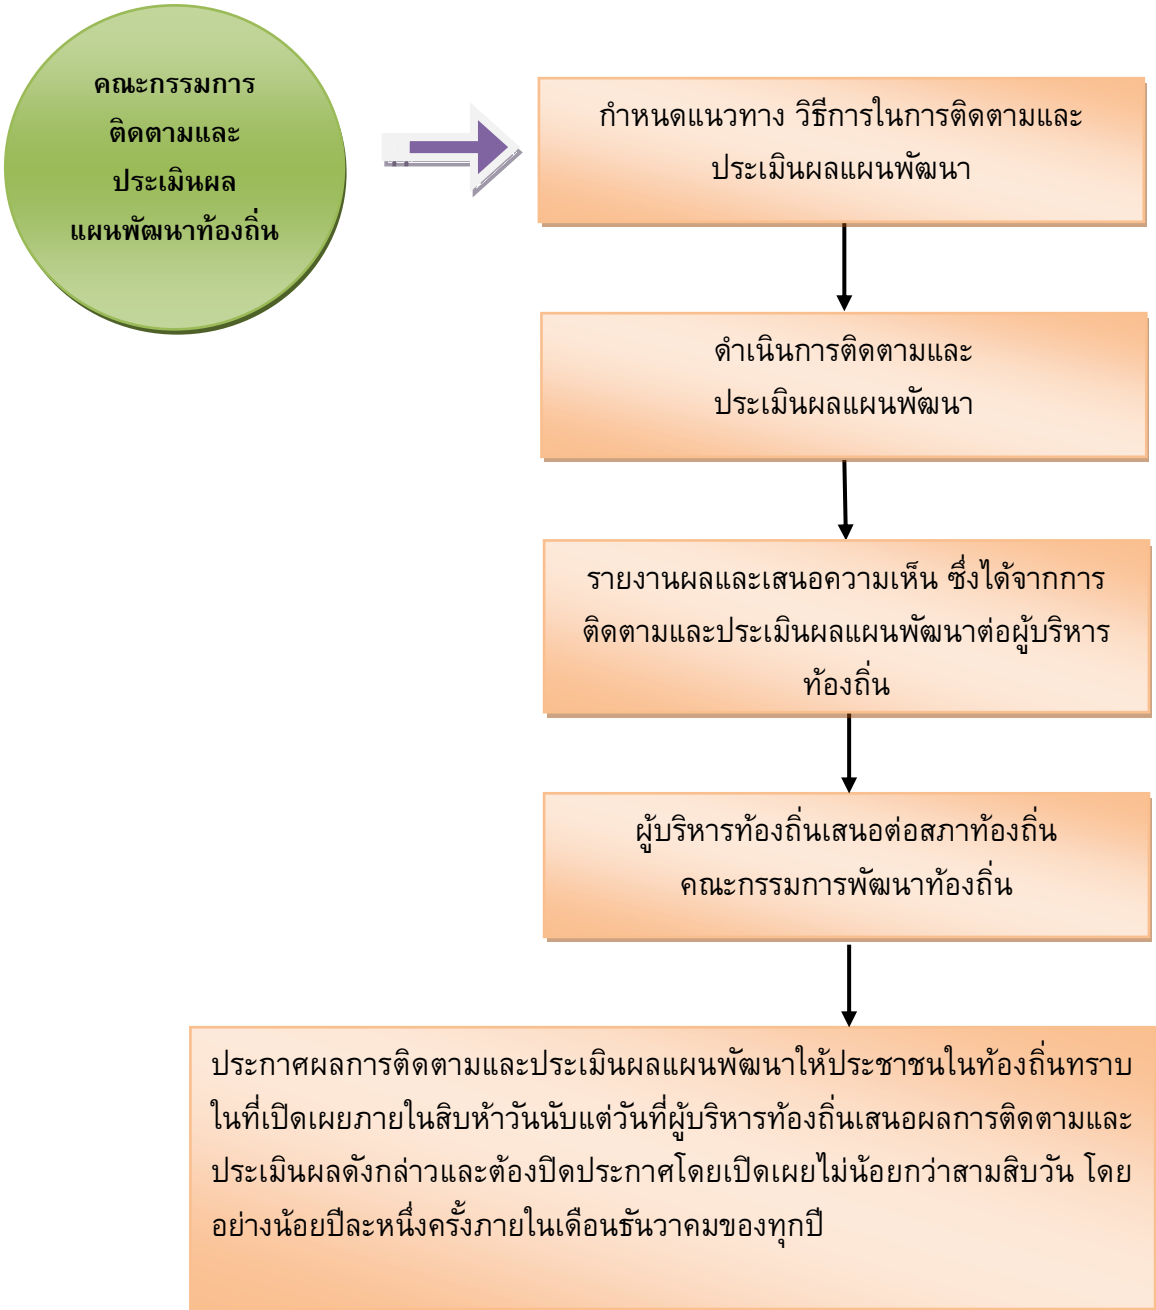 คณะกรรมการ
ติดตามและ
ประเมินผล
แผนพัฒนาท้องถิ่น
กำหนดแนวทาง วิธีการในการติดตามและ
ประเมินผลแผนพัฒนา
ดำเนินการติดตามและ
ประเมินผลแผนพัฒนา
รายงานผลและเสนอความเห็น ซึ่งได้จากการ
ติดตามและประเมินผลแผนพัฒนาต่อผู้บริหาร
ท้องถิ่น
ผู้บริหารท้องถิ่นเสนอต่อสภาท้องถิ่น
คณะกรรมการพัฒนาท้องถิ่น
ประกาศผลการติดตามและประเมินผลแผนพัฒนาให้ประชาชนในท้องถิ่นทราบ
ในที่เปิดเผยภายในสิบห้าวันนับแต่วันที่ผู้บริหารท้องถิ่นเสนอผลการติดตามและ
ประเมินผลดังกล่าวและต้องปิดประกาศโดยเปิดเผยไม่น้อยกว่าสามสิบวัน โดย
อย่างน้อยปีละหนึ่งครั้งภายในเดือนธันวาคมของทุกปี